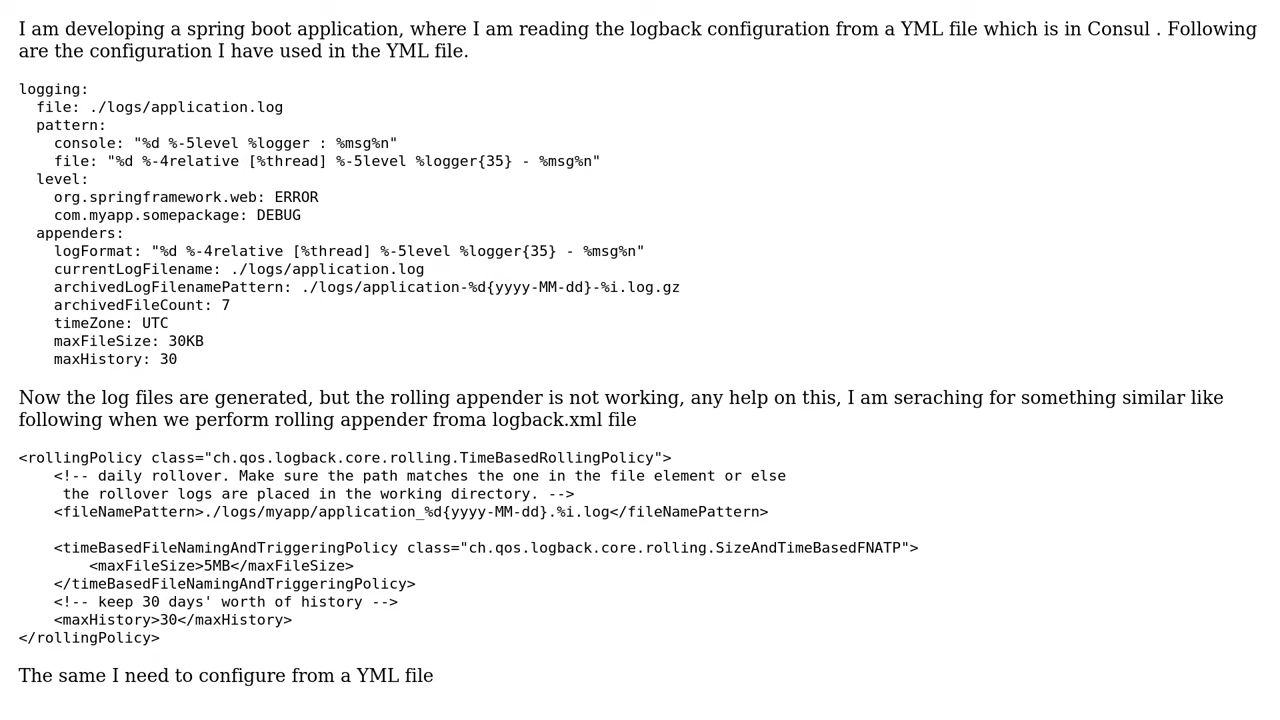 I am developing a spring boot application, where I am reading the logback configuration from a YML file which is in Consul . Following
are the configuration I have used in the YML file.
logging:
  file: ./logs/application.log
  pattern:
    console: "%d %-5level %logger : %msg%n"
    file: "%d %-4relative [%thread] %-5level %logger{35} - %msg%n"
  level:
    org.springframework.web: ERROR
    com.myapp.somepackage: DEBUG
  appenders:
    logFormat: "%d %-4relative [%thread] %-5level %logger{35} - %msg%n"
    currentLogFilename: ./logs/application.log
    archivedLogFilenamePattern: ./logs/application-%d{yyyy-MM-dd}-%i.log.gz
    archivedFileCount: 7
    timeZone: UTC
    maxFileSize: 30KB
    maxHistory: 30
Now the log files are generated, but the rolling appender is not working, any help on this, I am seraching for something similar like
following when we perform rolling appender froma logback.xml file
<rollingPolicy class="ch.qos.logback.core.rolling.TimeBasedRollingPolicy">
    <!-- daily rollover. Make sure the path matches the one in the file element or else
     the rollover logs are placed in the working directory. -->
    <fileNamePattern>./logs/myapp/application_%d{yyyy-MM-dd}.%i.log</fileNamePattern>
    <timeBasedFileNamingAndTriggeringPolicy class="ch.qos.logback.core.rolling.SizeAndTimeBasedFNATP">
        <maxFileSize>5MB</maxFileSize>
    </timeBasedFileNamingAndTriggeringPolicy>
    <!-- keep 30 days' worth of history -->
    <maxHistory>30</maxHistory>
</rollingPolicy>
The same I need to configure from a YML file